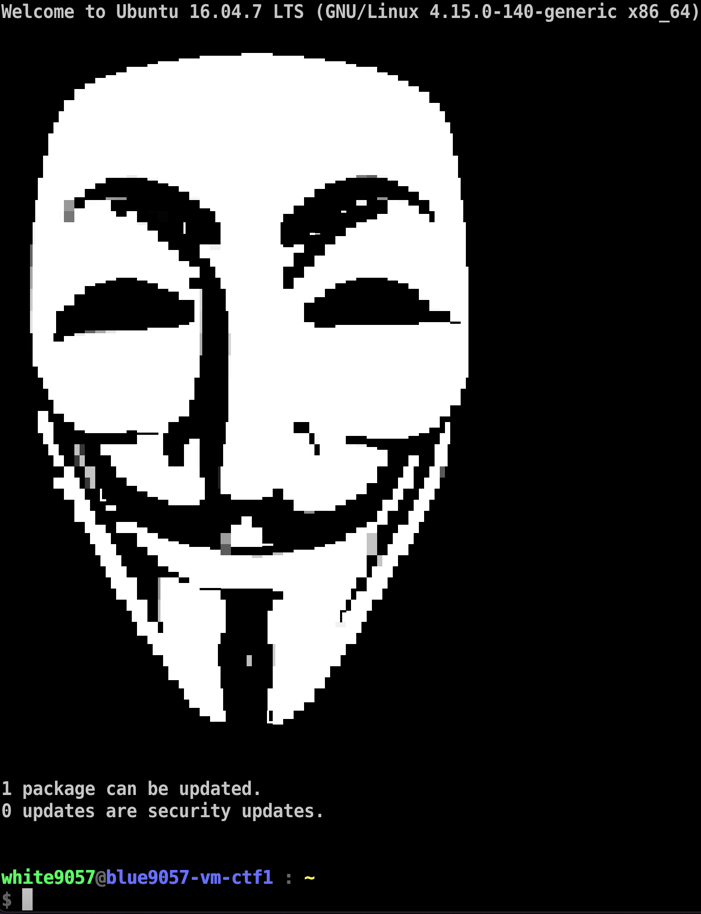 Welcome to Ubuntu 16.04.7 LTS (GNU/Linux 4.15.0-140-generic x86_64)
1 package can be updated.
0 updates are security updates.
white9057@blue9057-vm-ctf1 : ~
$